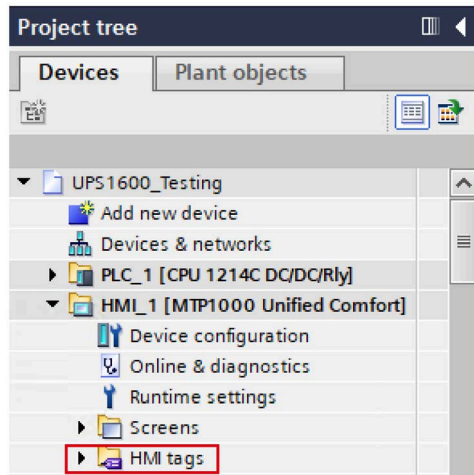 Project tree
Devices
Plant objects
UPS1600_Testing
Add new device
Devices & networks
PLC_1 [CPU 1214C DC/DC/Rly]
HMI_1 [MTP1000 Unified Comfort]
Device configuration
Online & diagnostics
Runtime settings
Screens
HMI tags